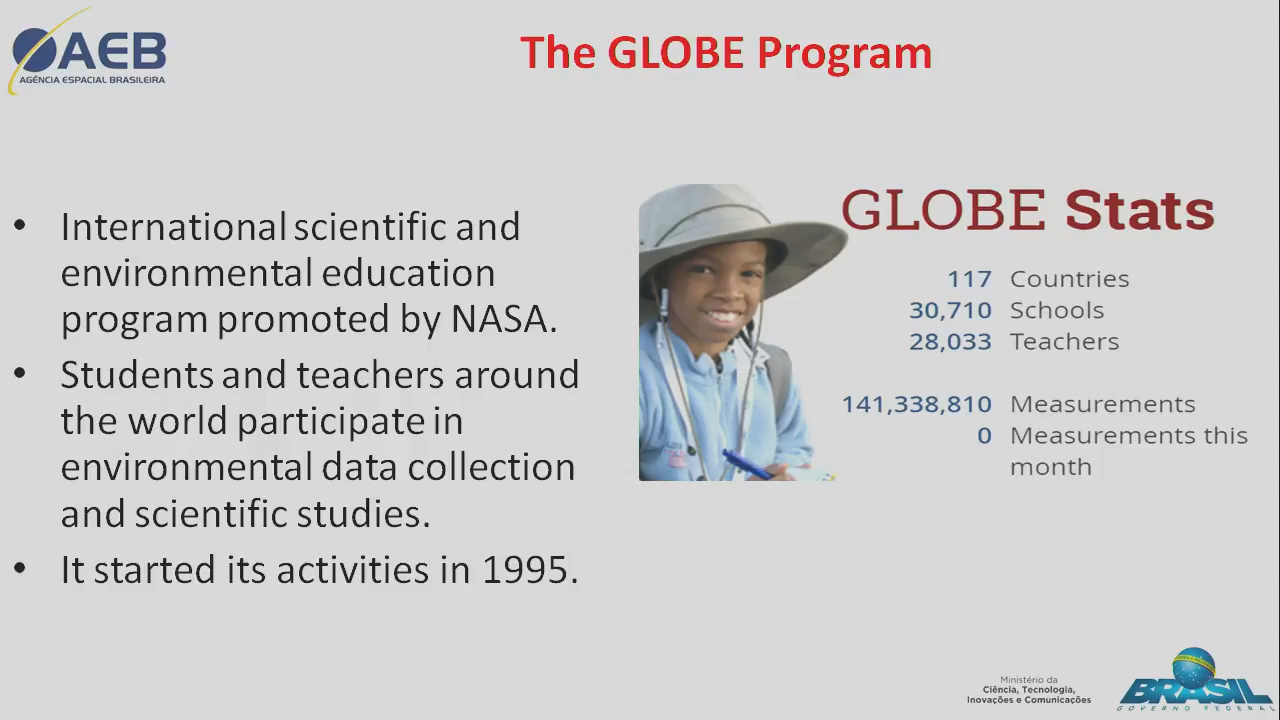 AEB
AGÊNCIA ESPACIAL BRASILEIRA
The GLOBE Program
• International scientific and
environmental education
program promoted by NASA.
• Students and teachers around
the world participate in
environmental data collection
and scientific studies.
• It started its activities in 1995.
GLOBE Stats
117 Countries
30,710 Schools
28,033 Teachers
141,338,810 Measurements
0 Measurements this
month
Ministério da
Ciência, Tecnologia,
Inovações e Comunicações
BRASIL
GOVERNO FEDERAL